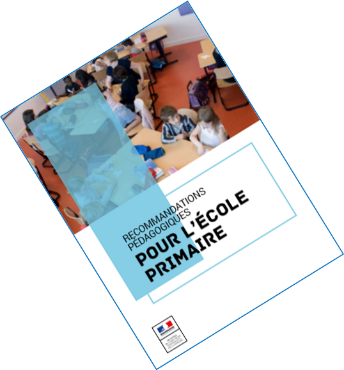 RECOMMANDATIONS
PÉDAGOGIQUES
POUR L'ÉCOLE
PRIMAIRE